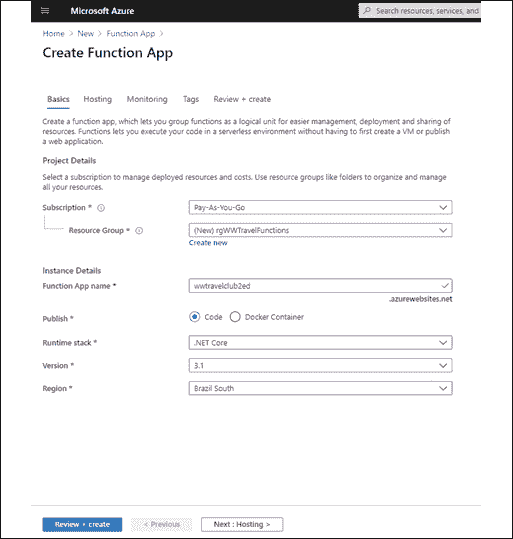 Microsoft Azure
Search resources, services, and
Home > New > Function App >
Create Function App
Basics Hosting Monitoring Tags Review + create
Create a function app, which lets you group functions as a logical unit for easier management, deployment and sharing of
resources. Functions lets you execute your code in a serverless environment without having to first create a VM or publish
a web application.
Project Details
Select a subscription to manage deployed resources and costs. Use resource groups like folders to organize and manage
all your resources.
Subscription * Pay-As-You-Go
Resource Group * (New) rgWWTravelFunctions
Create new
Instance Details
Function App name * wwtravelclub2ed
.azurewebsites.net
Publish * Code Docker Container
Runtime stack * .NET Core
Version * 3.1
Region * Brazil South
Review + create < Previous Next : Hosting >